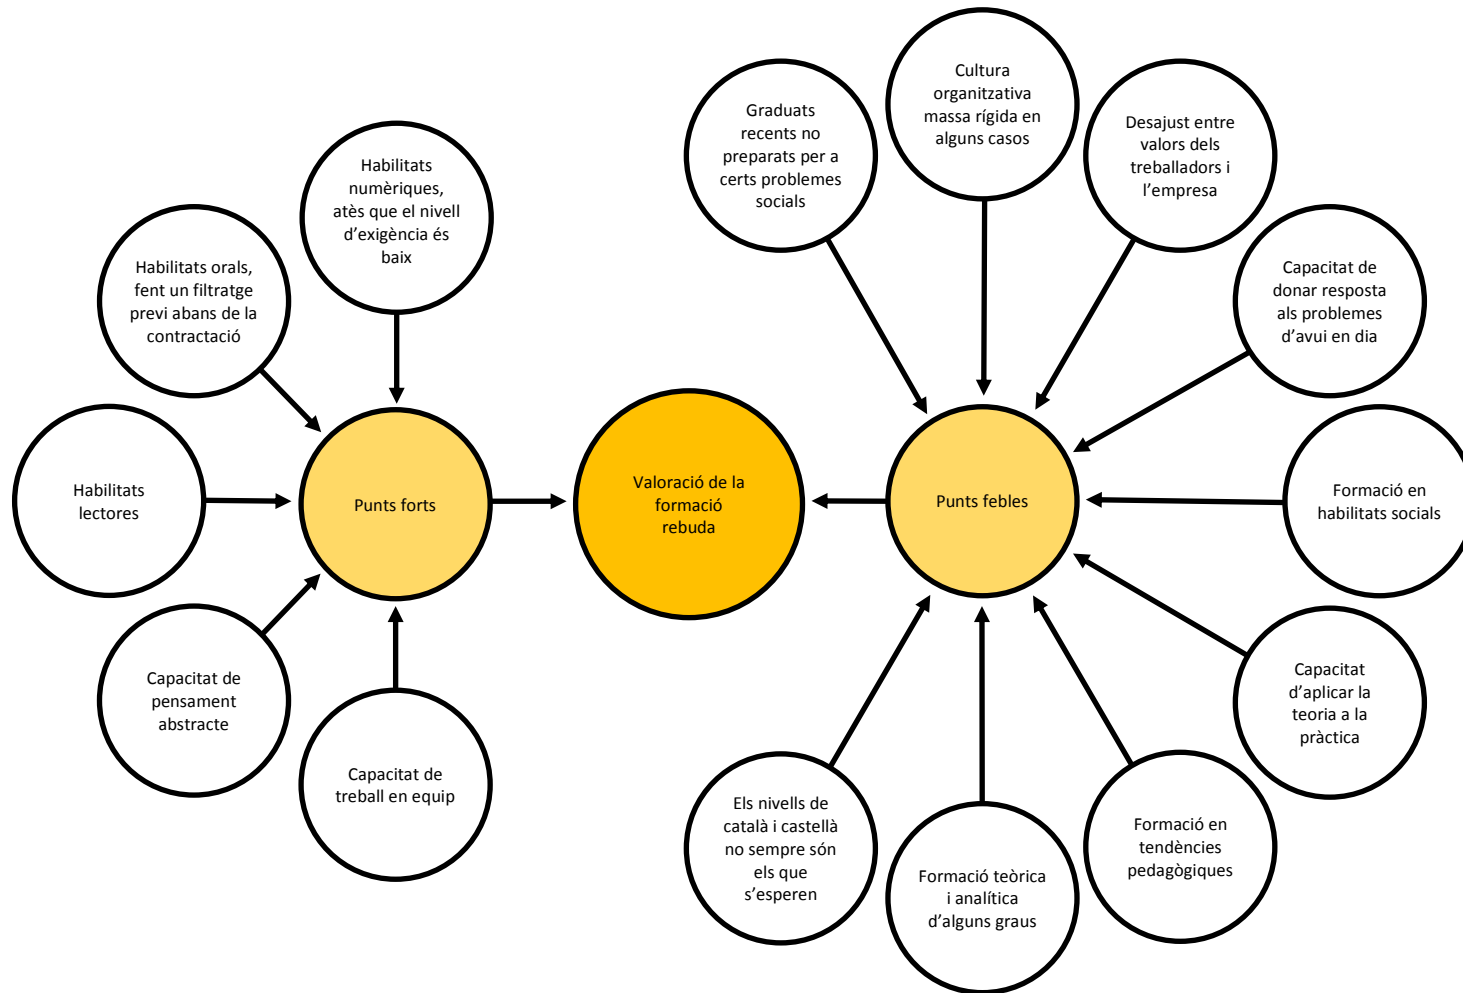 Cultura
organitzativa
massa rígida en
alguns casos
Graduats
recents no
preparats per a
certs problemes
socials
Desajust entre
valors dels
treballadors i
l’empresa
Habilitats
numèriques,
atès que el nivell
d’exigència és
baix
Habilitats orals,
fent un filtratge
previ abans de la
contractació
Capacitat de
donar resposta
als problemes
d’avui en dia
Habilitats
lectores
Punts forts
Valoració de la
formació
rebuda
Punts febles
Formació en
habilitats socials
Capacitat de
pensament
abstracte
Capacitat
d’aplicar la
teoria a la
pràctica
Capacitat de
treball en equip
Els nivells de
català i castellà
no sempre són
els que
s’esperen
Formació teòrica
i analítica
d’alguns graus
Formació en
tendències
pedagògiques